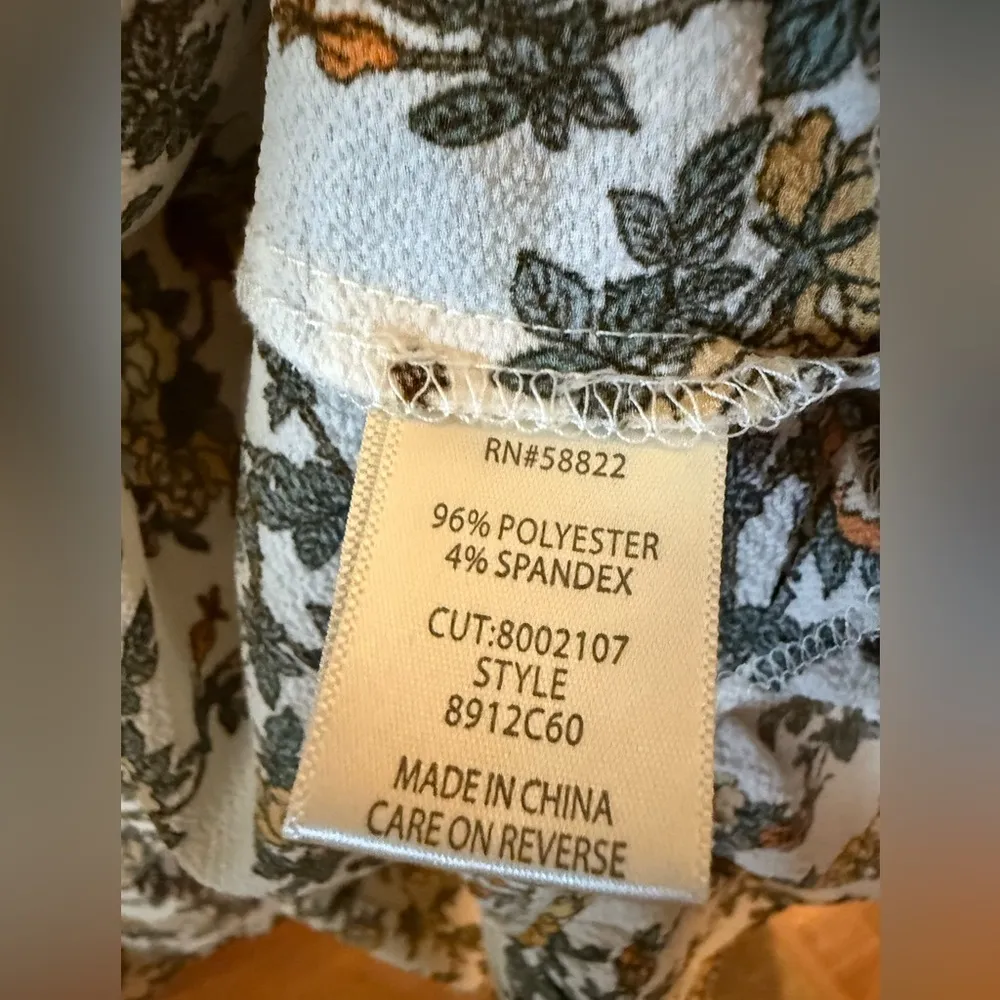 RN#58822
96% POLYESTER
4% SPANDEX
CUT:8002107
STYLE
8912C60
MADE IN CHINA
CARE ON REVERSE